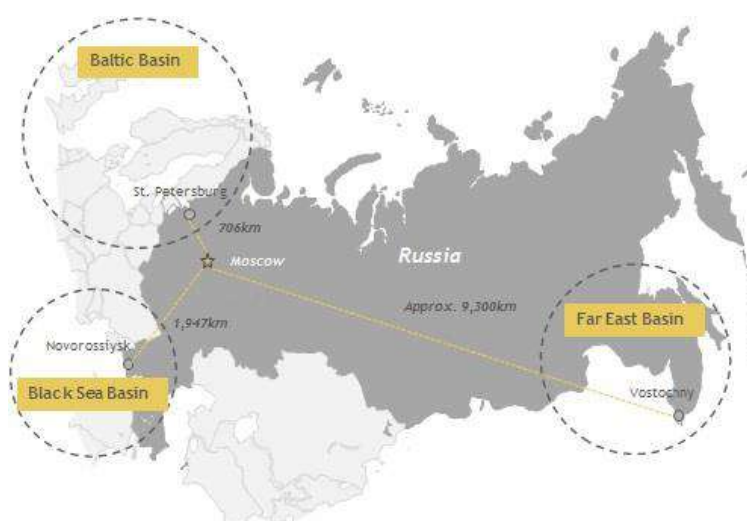 Baltic Basin
St. Petersburg
706km
Moscow
Russia
Approx. 9,300km
Far East Basin
1,947km
Novorossiysk
Black Sea Basin
Vostochny